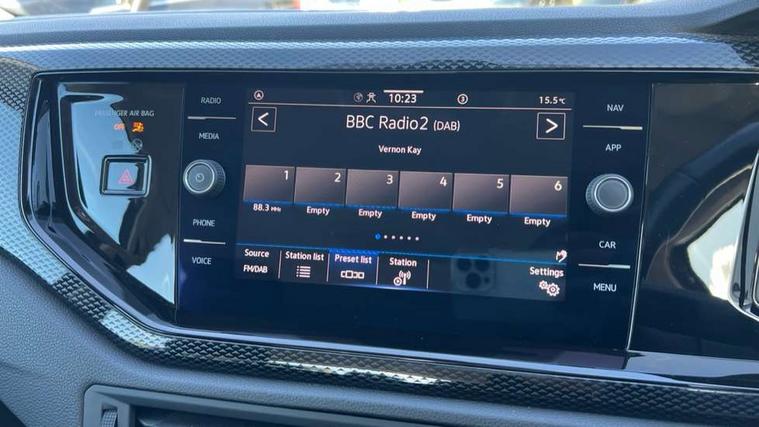 PASSENGER AIR BAG
OFF
RADIO
MEDIA
PHONE
VOICE
10:23
3
15.5°C
BBC Radio2 (DAB)
Vernon Kay
1 2 3 4 5 6
88.3 MHz Empty Empty Empty Empty Empty
Source
FM/DAB
Station list
Preset list
Station
Settings
NAV
APP
CAR
MENU